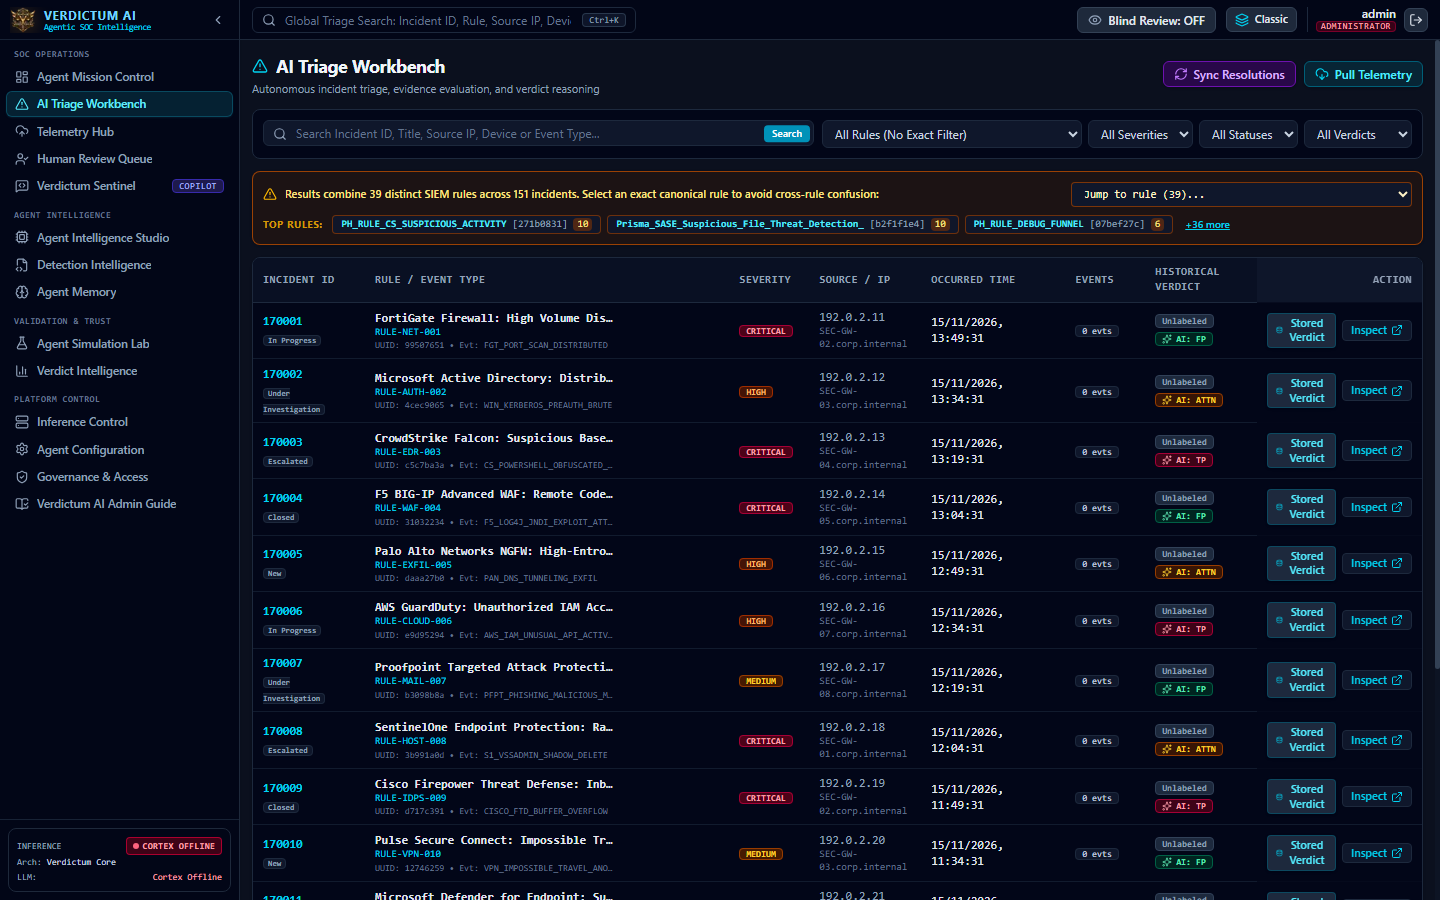 VERDICTUM AI
Agentic SOC Intelligence
Global Triage Search: Incident ID, Rule, Source IP, Devic
Ctrl+K
Blind Review: OFF
Classic
admin
ADMINISTRATOR
SOC OPERATIONS
Agent Mission Control
AI Triage Workbench
Telemetry Hub
Human Review Queue
Verdictum Sentinel
COPILOT
AGENT INTELLIGENCE
Agent Intelligence Studio
Detection Intelligence
Agent Memory
VALIDATION & TRUST
Agent Simulation Lab
Verdict Intelligence
PLATFORM CONTROL
Inference Control
Agent Configuration
Governance & Access
Verdictum AI Admin Guide
INFERENCE
CORTEX OFFLINE
Arch: Verdictum Core
LLM: Cortex Offline
AI Triage Workbench
Autonomous incident triage, evidence evaluation, and verdict reasoning
Sync Resolutions
Pull Telemetry
Search Incident ID, Title, Source IP, Device or Event Type...
Search
All Rules (No Exact Filter)
All Severities
All Statuses
All Verdicts
Results combine 39 distinct SIEM rules across 151 incidents. Select an exact canonical rule to avoid cross-rule confusion:
Jump to rule (39)...
TOP RULES:
PH_RULE_CS_SUSPICIOUS_ACTIVITY [271b0831] 10
Prisma_SASE_Suspicious_File_Threat_Detection_ [b2f1f1e4] 10
PH_RULE_DEBUG_FUNNEL [07bef27c] 6
+36 more
INCIDENT ID
RULE / EVENT TYPE
SEVERITY
SOURCE / IP
OCCURRED TIME
EVENTS
HISTORICAL VERDICT
ACTION
170001
In Progress
FortiGate Firewall: High Volume Dis…
RULE-NET-001
UUID: 99507651 • Evt: FGT_PORT_SCAN_DISTRIBUTED
CRITICAL
192.0.2.11
SEC-GW-02.corp.internal
15/11/2026, 13:49:31
0 evts
Unlabeled
AI: FP
Stored Verdict
Inspect
170002
Under Investigation
Microsoft Active Directory: Distrib…
RULE-AUTH-002
UUID: 4cec9065 • Evt: WIN_KERBEROS_PREAUTH_BRUTE
HIGH
192.0.2.12
SEC-GW-03.corp.internal
15/11/2026, 13:34:31
0 evts
Unlabeled
AI: ATTN
Stored Verdict
Inspect
170003
Escalated
CrowdStrike Falcon: Suspicious Base…
RULE-EDR-003
UUID: c5c7ba3a • Evt: CS_POWERSHELL_OBFUSCATED_…
CRITICAL
192.0.2.13
SEC-GW-04.corp.internal
15/11/2026, 13:19:31
0 evts
Unlabeled
AI: TP
Stored Verdict
Inspect
170004
Closed
F5 BIG-IP Advanced WAF: Remote Code…
RULE-WAF-004
UUID: 31032234 • Evt: F5_LOG4J_JNDI_EXPLOIT_ATT…
CRITICAL
192.0.2.14
SEC-GW-05.corp.internal
15/11/2026, 13:04:31
0 evts
Unlabeled
AI: FP
Stored Verdict
Inspect
170005
New
Palo Alto Networks NGFW: High-Entro…
RULE-EXFIL-005
UUID: daaa27b0 • Evt: PAN_DNS_TUNNELING_EXFIL
HIGH
192.0.2.15
SEC-GW-06.corp.internal
15/11/2026, 12:49:31
0 evts
Unlabeled
AI: ATTN
Stored Verdict
Inspect
170006
In Progress
AWS GuardDuty: Unauthorized IAM Acc…
RULE-CLOUD-006
UUID: e9d95294 • Evt: AWS_IAM_UNUSUAL_API_ACTIV…
HIGH
192.0.2.16
SEC-GW-07.corp.internal
15/11/2026, 12:34:31
0 evts
Unlabeled
AI: TP
Stored Verdict
Inspect
170007
Under Investigation
Proofpoint Targeted Attack Protecti…
RULE-MAIL-007
UUID: b3098b8a • Evt: PFPT_PHISHING_MALICIOUS_M…
MEDIUM
192.0.2.17
SEC-GW-08.corp.internal
15/11/2026, 12:19:31
0 evts
Unlabeled
AI: FP
Stored Verdict
Inspect
170008
Escalated
SentinelOne Endpoint Protection: Ra…
RULE-HOST-008
UUID: 3b991a0d • Evt: S1_VSSADMIN_SHADOW_DELETE
CRITICAL
192.0.2.18
SEC-GW-01.corp.internal
15/11/2026, 12:04:31
0 evts
Unlabeled
AI: ATTN
Stored Verdict
Inspect
170009
Closed
Cisco Firepower Threat Defense: Inb…
RULE-IDPS-009
UUID: d717c391 • Evt: CISCO_FTD_BUFFER_OVERFLOW
CRITICAL
192.0.2.19
SEC-GW-02.corp.internal
15/11/2026, 11:49:31
0 evts
Unlabeled
AI: TP
Stored Verdict
Inspect
170010
New
Pulse Secure Connect: Impossible Tr…
RULE-VPN-010
UUID: 12746259 • Evt: VPN_IMPOSSIBLE_TRAVEL_ANO…
MEDIUM
192.0.2.20
SEC-GW-03.corp.internal
15/11/2026, 11:34:31
0 evts
Unlabeled
AI: FP
Stored Verdict
Inspect
170011
Microsoft Defender for Endpoint: Su…
192.0.2.21
15/11/2026,
Unlabeled
Stored